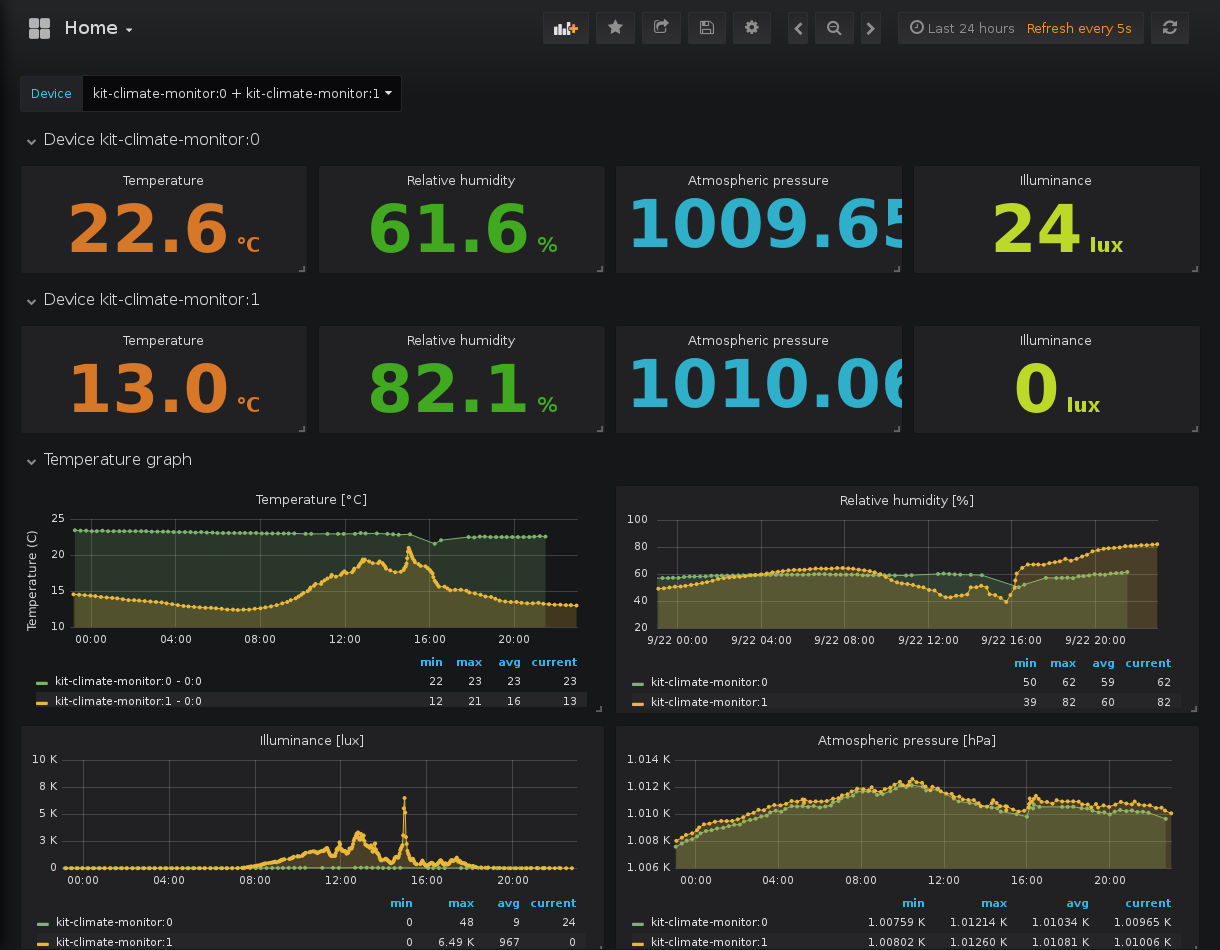 Home
Last 24 hours Refresh every 5s
Device kit-climate-monitor:0 + kit-climate-monitor:1
Device kit-climate-monitor:0
Temperature Relative humidity Atmospheric pressure Illuminance
22.6 °C 61.6 % 1009.65 24 lux
Device kit-climate-monitor:1
Temperature Relative humidity Atmospheric pressure Illuminance
13.0 °C 82.1 % 1010.06 0 lux
Temperature graph
Temperature [°C]
Temperature (C)
25
20
15
10
00:00 04:00 08:00 12:00 16:00 20:00
min max avg current
kit-climate-monitor:0 - 0:0 22 23 23 23
kit-climate-monitor:1 - 0:0 12 21 16 13
Relative humidity [%]
100
80
60
40
20
9/22 00:00 9/22 04:00 9/22 08:00 9/22 12:00 9/22 16:00 9/22 20:00
min max avg current
kit-climate-monitor:0 50 62 59 62
kit-climate-monitor:1 39 82 60 82
Illuminance [lux]
10 K
8 K
5 K
3 K
0
00:00 04:00 08:00 12:00 16:00 20:00
min max avg current
kit-climate-monitor:0 0 48 9 24
kit-climate-monitor:1 0 6.49 K 967 0
Atmospheric pressure [hPa]
1.014 K
1.012 K
1.010 K
1.008 K
1.006 K
00:00 04:00 08:00 12:00 16:00 20:00
min max avg current
kit-climate-monitor:0 1.00759 K 1.01214 K 1.01034 K 1.00965 K
kit-climate-monitor:1 1.00802 K 1.01260 K 1.01081 K 1.01006 K